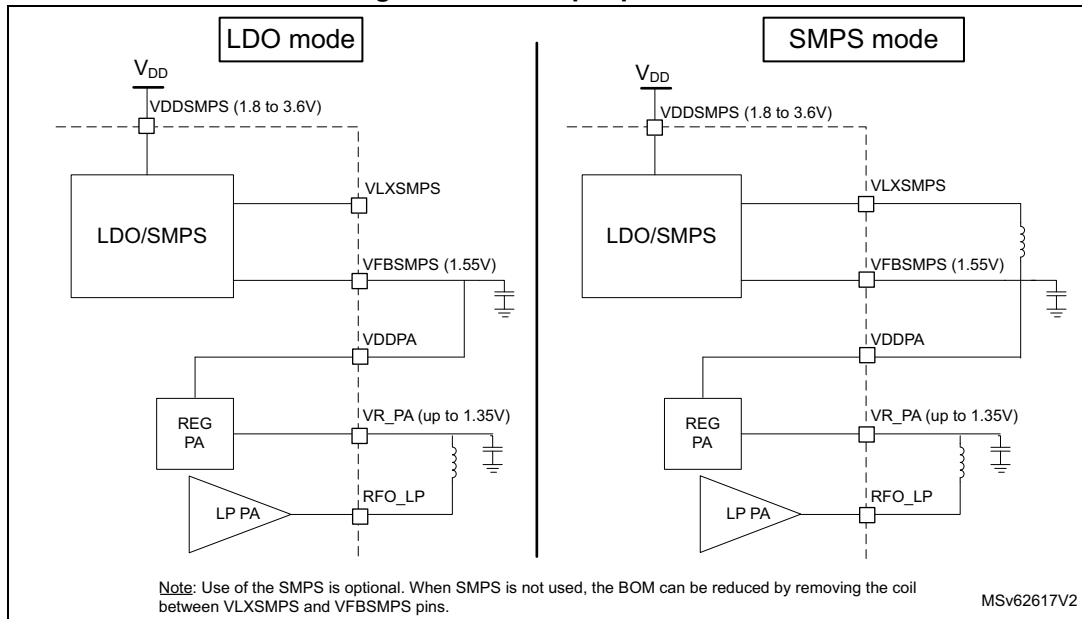 LDO mode
SMPS mode
VDD
VDDSMPS (1.8 to 3.6V)
LDO/SMPS
VLXSMPS
VFBSMPS (1.55V)
VDDPA
REG
PA
VR_PA (up to 1.35V)
LP PA
RFO_LP
VDD
VDDSMPS (1.8 to 3.6V)
LDO/SMPS
VLXSMPS
VFBSMPS (1.55V)
VDDPA
REG
PA
VR_PA (up to 1.35V)
LP PA
RFO_LP
Note: Use of the SMPS is optional. When SMPS is not used, the BOM can be reduced by removing the coil
between VLXSMPS and VFBSMPS pins.
MSv62617V2